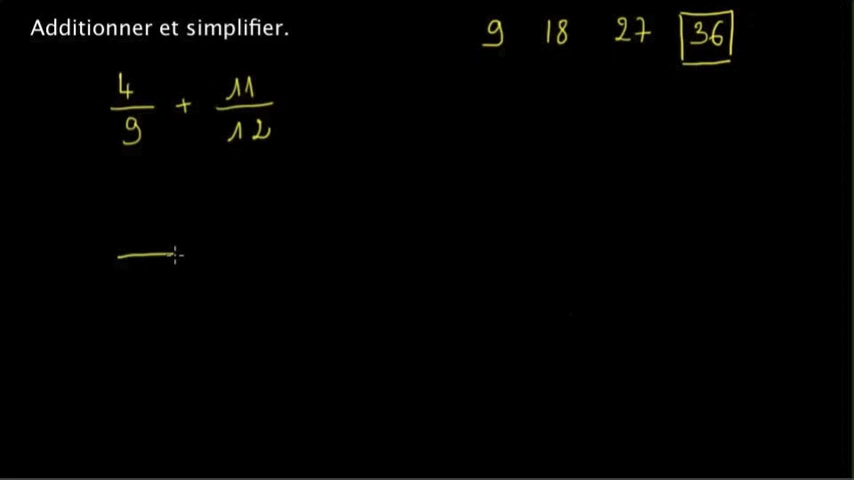 Additionner et simplifier.
9 18 27 36
4/9 + 11/12